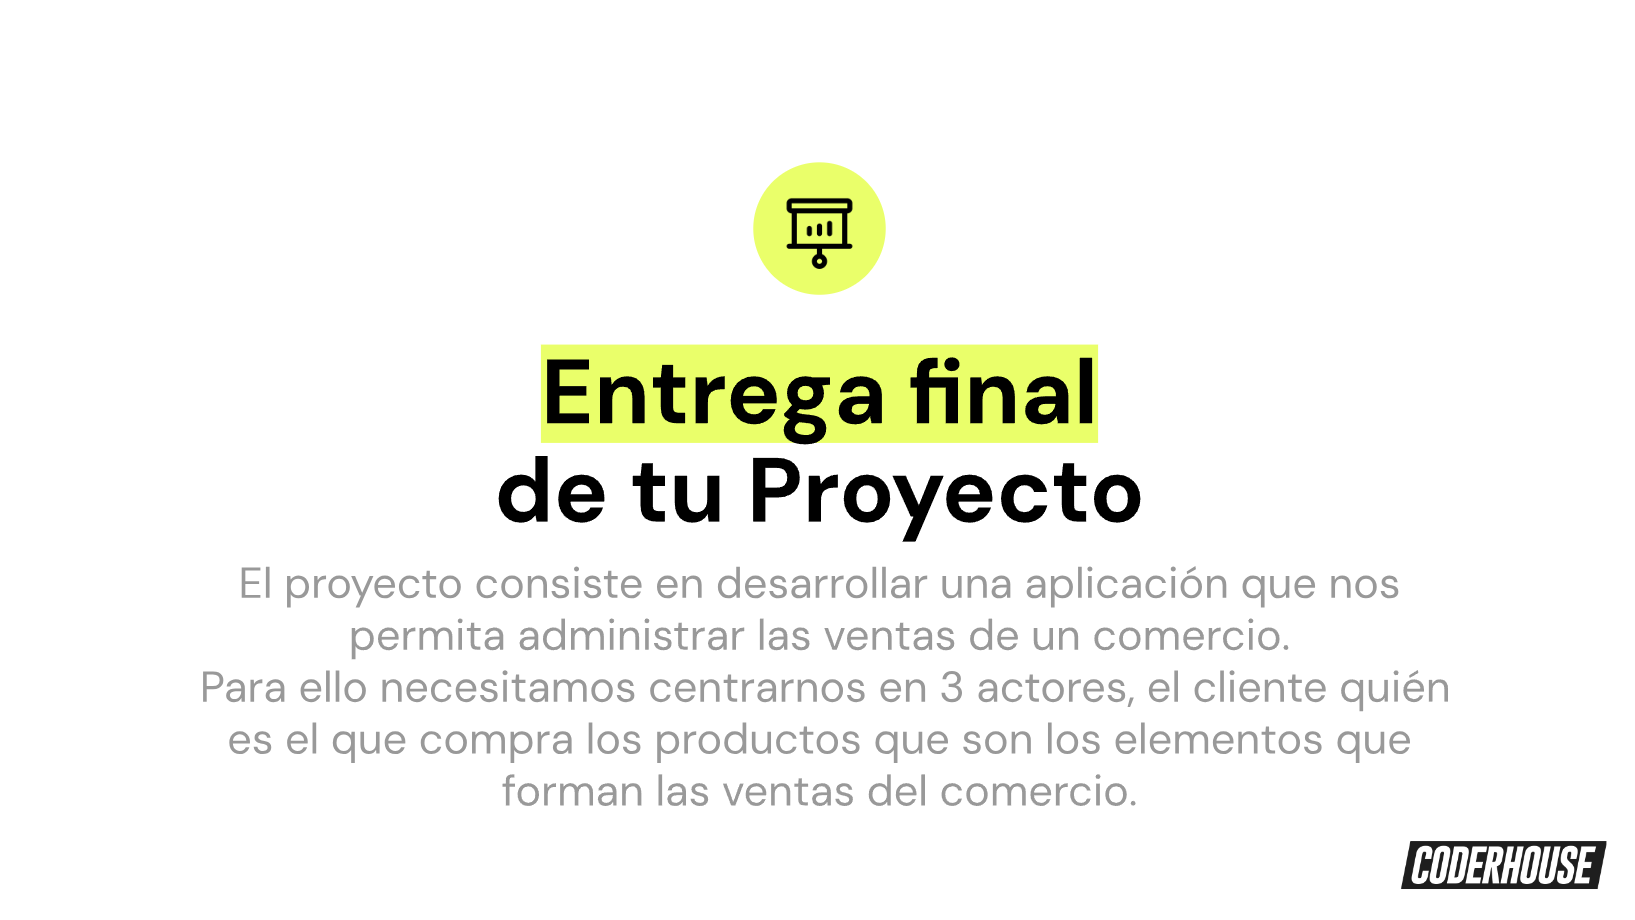 Entrega final
de tu Proyecto
El proyecto consiste en desarrollar una aplicación que nos
permita administrar las ventas de un comercio.
Para ello necesitamos centrarnos en 3 actores, el cliente quién
es el que compra los productos que son los elementos que
forman las ventas del comercio.
CODERHOUSE